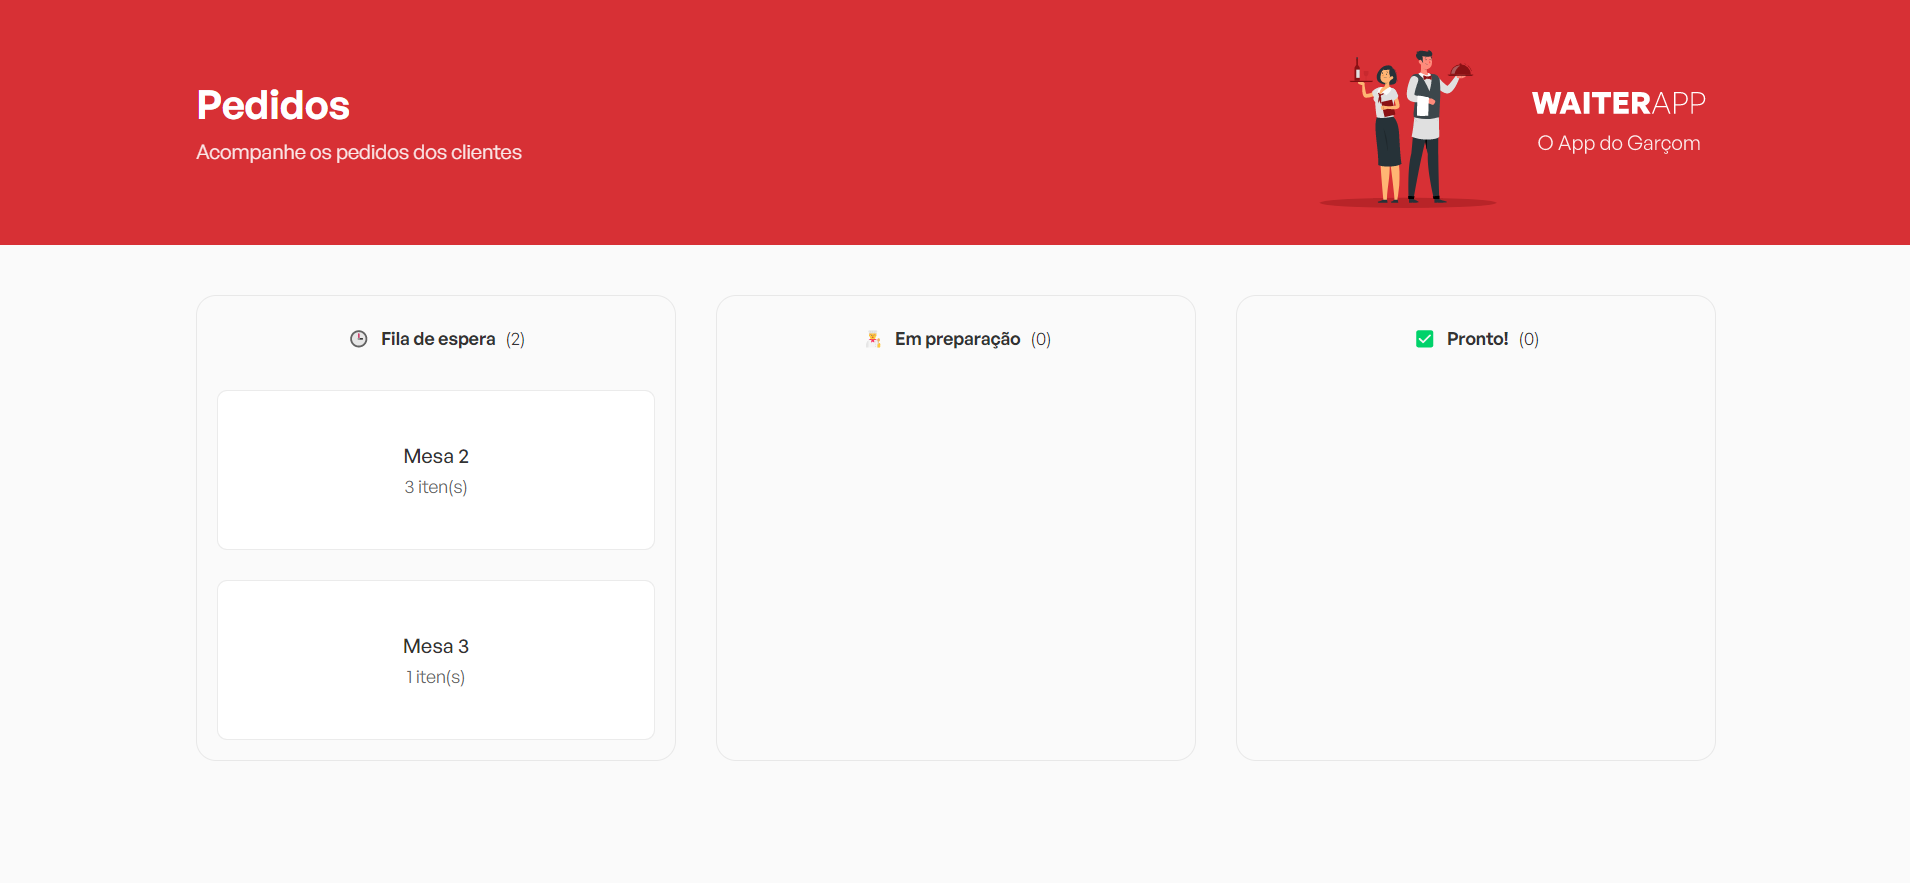 Pedidos
Acompanhe os pedidos dos clientes
WAITERAPP
O App do Garçom
Fila de espera (2)
Mesa 2
3 iten(s)
Mesa 3
1 iten(s)
Em preparação (0)
Pronto! (0)